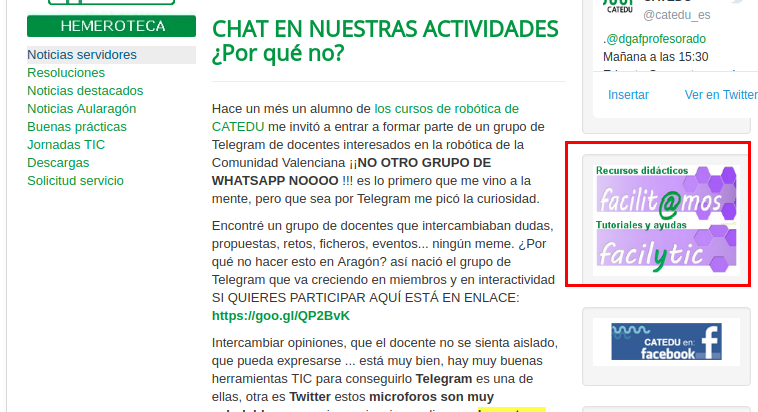 HEMEROTECA
Noticias servidores
Resoluciones
Noticias destacados
Noticias Aularagón
Buenas prácticas
Jornadas TIC
Descargas
Solicitud servicio
CHAT EN NUESTRAS ACTIVIDADES
¿Por qué no?
Hace un més un alumno de los cursos de robótica de
CATEDU me invitó a entrar a formar parte de un grupo de
Telegram de docentes interesados en la robótica de la
Comunidad Valenciana ¡¡NO OTRO GRUPO DE
WHATSAPP NOOOO !!! es lo primero que me vino a la
mente, pero que sea por Telegram me picó la curiosidad.
Encontré un grupo de docentes que intercambiaban dudas,
propuestas, retos, ficheros, eventos... ningún meme. ¿Por
qué no hacer esto en Aragón? así nació el grupo de
Telegram que va creciendo en miembros y en interactividad
SI QUIERES PARTICIPAR AQUÍ ESTÁ EN ENLACE:
https://goo.gl/QP2BvK
Intercambiar opiniones, que el docente no se sienta aislado,
que pueda expresarse ... está muy bien, hay muy buenas
herramientas TIC para conseguirlo Telegram es una de
ellas, otra es Twitter estos microforos son muy
CATEDU
@catedu_es
.@dgafprofesorado
Mañana a las 15:30
Insertar
Ver en Twitter
Recursos didácticos
facilit@mos
Tutoriales y ayudas
facilytic
CATEDU en:
facebook
f